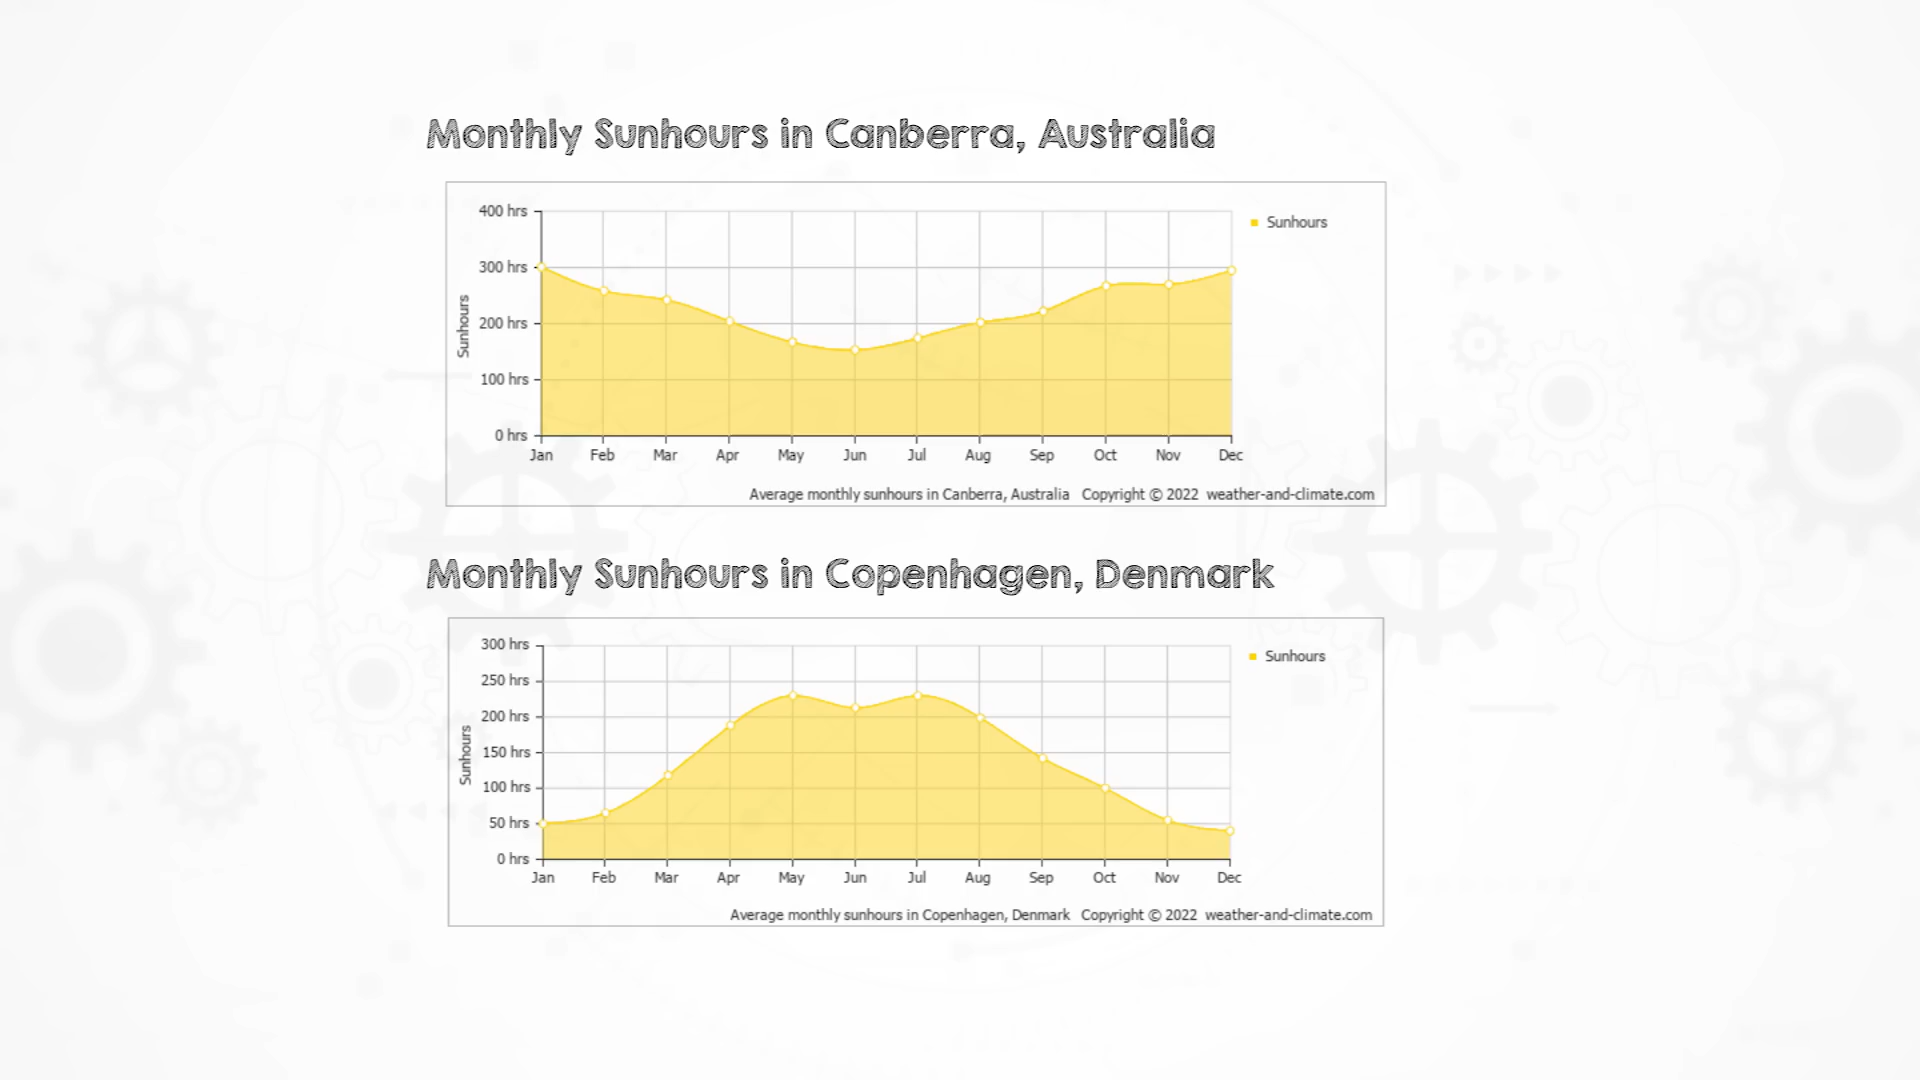 Monthly Sunhours in Canberra, Australia
400 hrs
Sunhours
300 hrs
200 hrs
100 hrs
0 hrs
Sunhours
Jan Feb Mar Apr May Jun Jul Aug Sep Oct Nov Dec
Average monthly sunhours in Canberra, Australia Copyright © 2022 weather-and-climate.com
Monthly Sunhours in Copenhagen, Denmark
300 hrs
Sunhours
250 hrs
200 hrs
150 hrs
100 hrs
50 hrs
0 hrs
Sunhours
Jan Feb Mar Apr May Jun Jul Aug Sep Oct Nov Dec
Average monthly sunhours in Copenhagen, Denmark Copyright © 2022 weather-and-climate.com